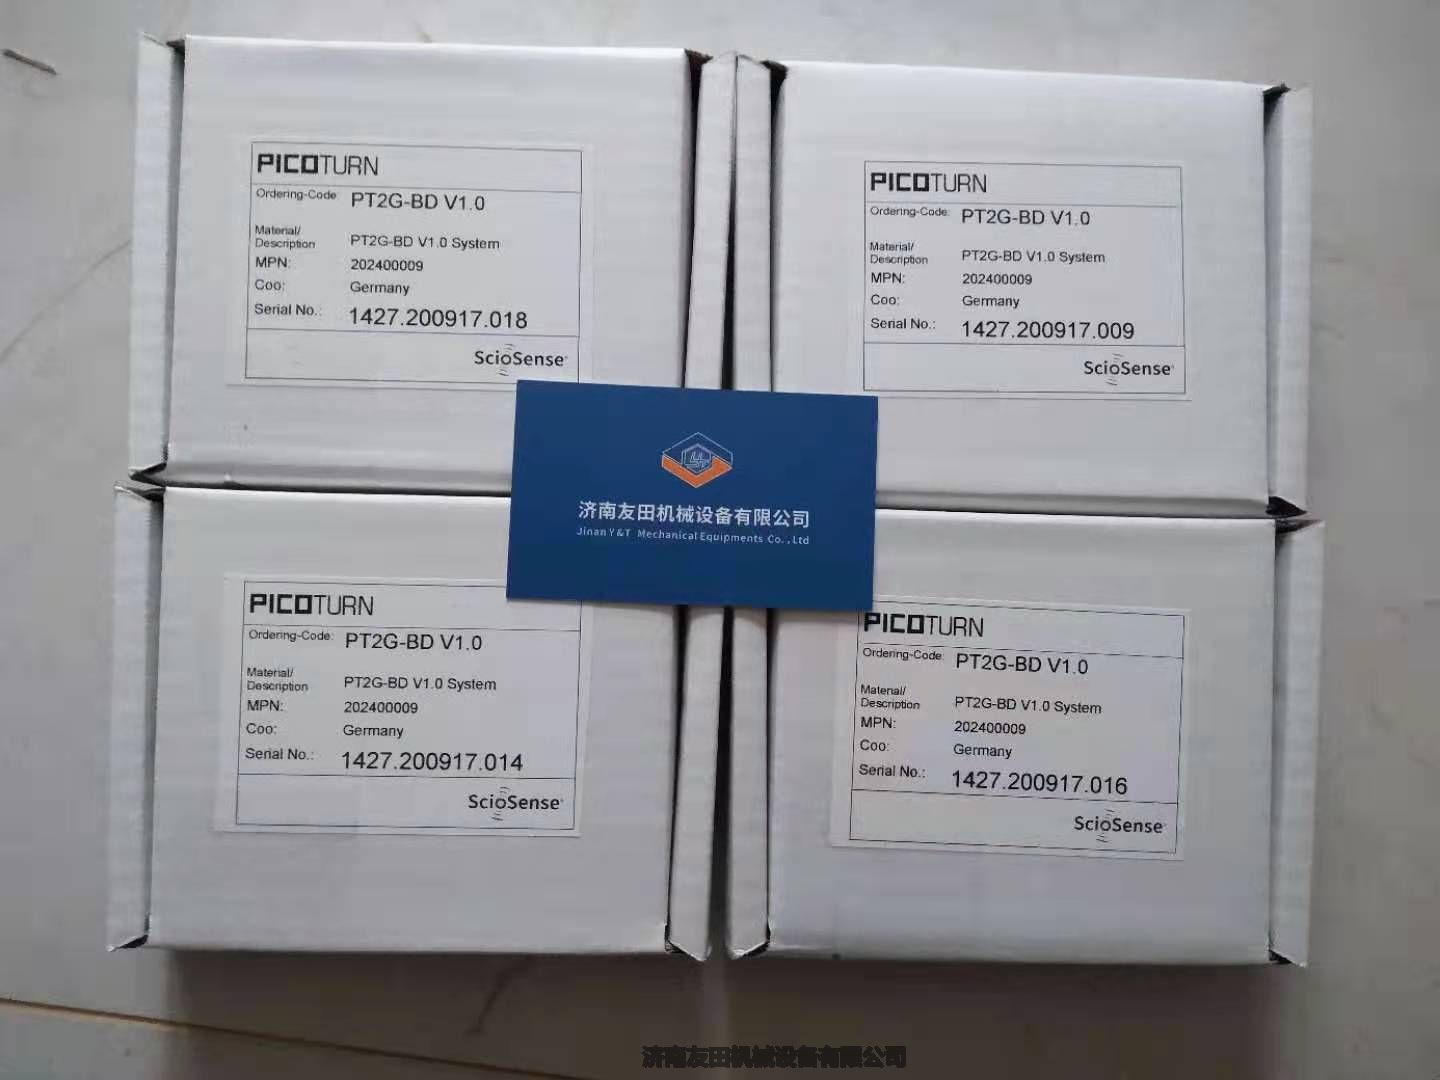 PICOTURN
Ordering-Code: PT2G-BD V1.0
Material/
Description PT2G-BD V1.0 System
MPN: 202400009
Coo: Germany
Serial No.: 1427.200917.018
ScioSense
PICOTURN
Ordering-Code: PT2G-BD V1.0
Material/
Description PT2G-BD V1.0 System
MPN: 202400009
Coo: Germany
Serial No.: 1427.200917.009
ScioSense
济南友田机械设备有限公司
Jinan Y&T Mechanical Equipments Co.,Ltd
PICOTURN
Ordering-Code: PT2G-BD V1.0
Material/
Description PT2G-BD V1.0 System
MPN: 202400009
Coo: Germany
Serial No.: 1427.200917.014
ScioSense
PICOTURN
Ordering-Code: PT2G-BD V1.0
Material/
Description PT2G-BD V1.0 System
MPN: 202400009
Coo: Germany
Serial No.: 1427.200917.016
ScioSense
济南友田机械设备有限公司